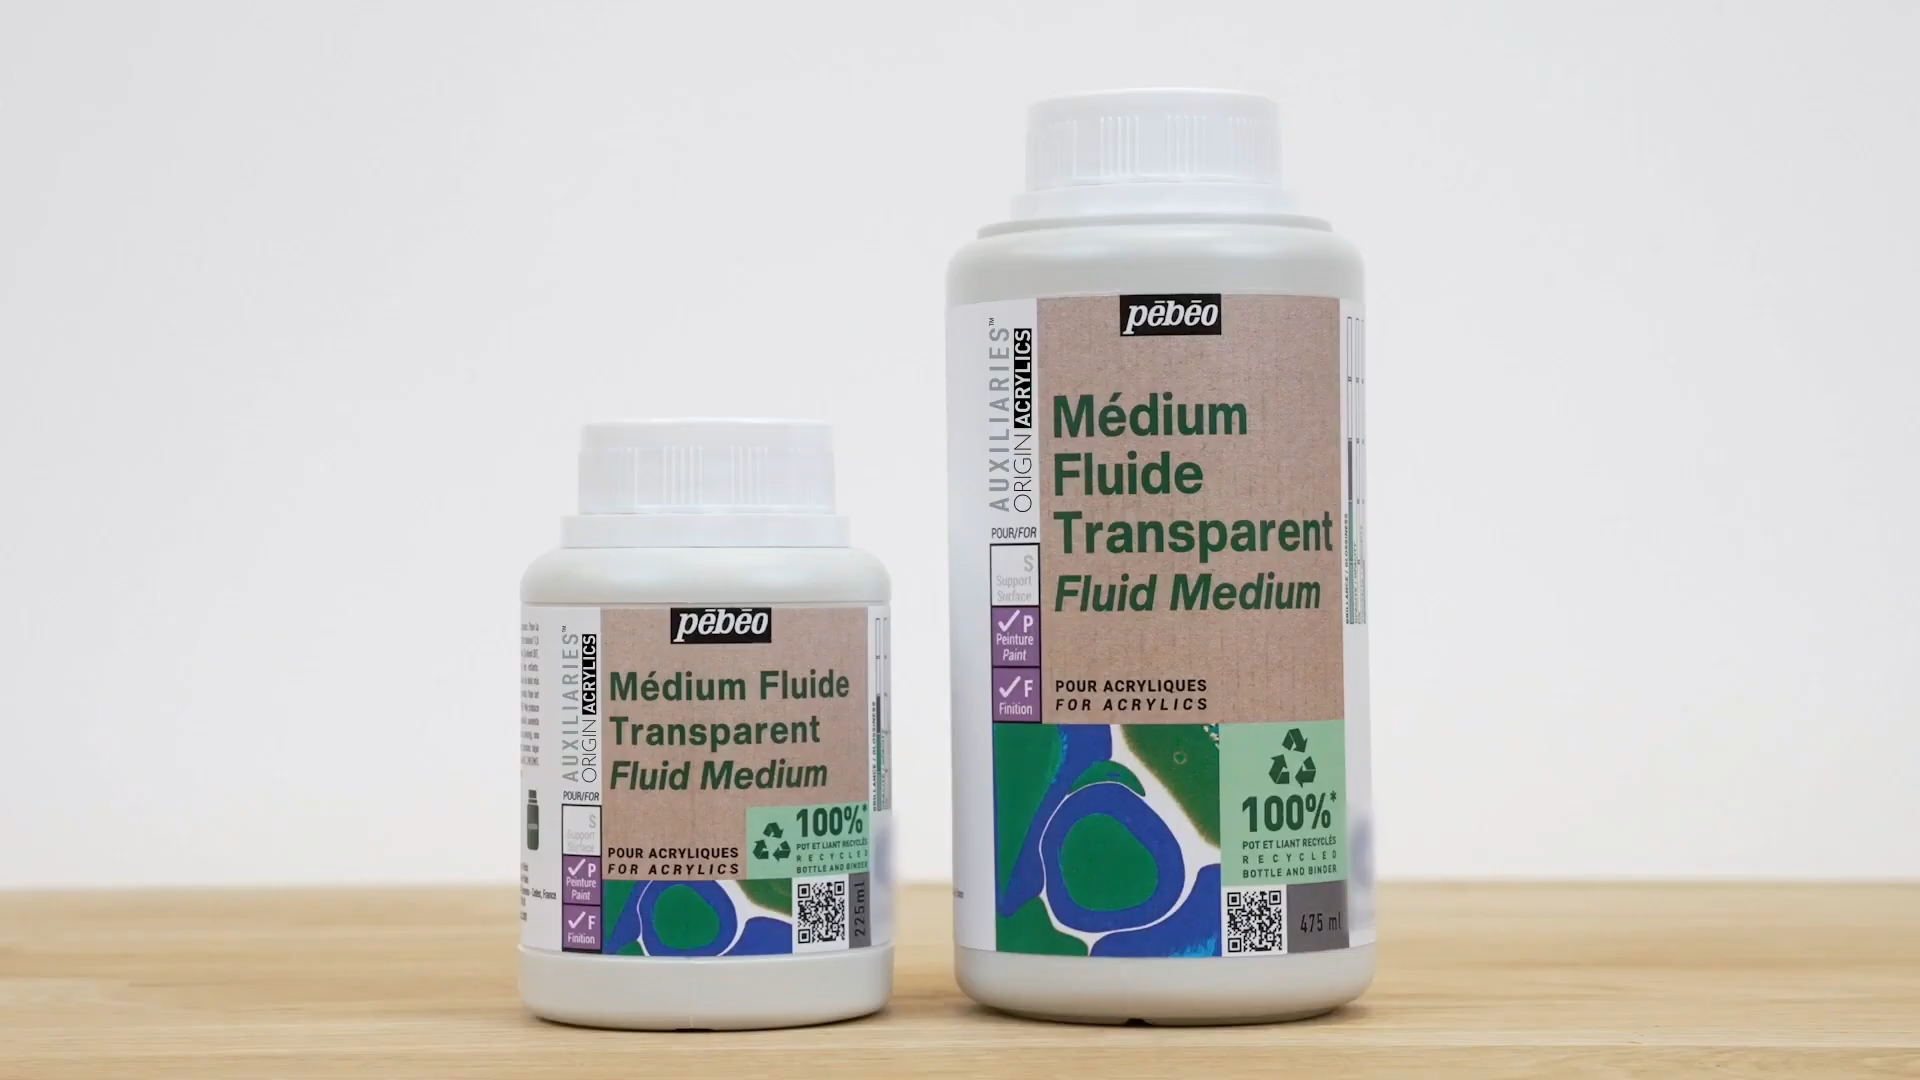 pēbēo
AUXILIARIES™
ORIGIN ACRYLICS
Médium Fluide
Transparent
Fluid Medium
POUR/FOR
S
Support
Surface
P
Peinture
Paint
F
Finition
POUR ACRYLIQUES
FOR ACRYLICS
100%*
POT ET LIANT RECYCLÉS
RECYCLED
BOTTLE AND BINDER
225ml
pēbēo
AUXILIARIES™
ORIGIN ACRYLICS
Médium
Fluide
Transparent
Fluid Medium
POUR/FOR
S
Support
Surface
P
Peinture
Paint
F
Finition
POUR ACRYLIQUES
FOR ACRYLICS
100%*
POT ET LIANT RECYCLÉS
RECYCLED
BOTTLE AND BINDER
475 ml
BRILLANCE / GLOSSINESS